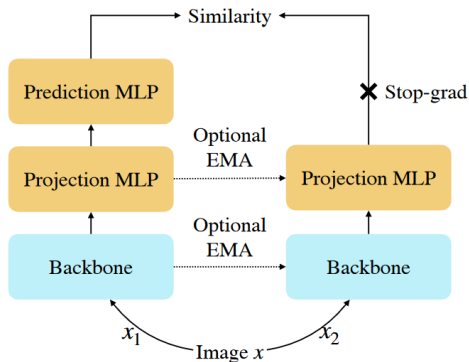 Similarity
Prediction MLP
Stop-grad
Optional
EMA
Projection MLP
Projection MLP
Optional
EMA
Backbone
Backbone
x1
x2
Image x